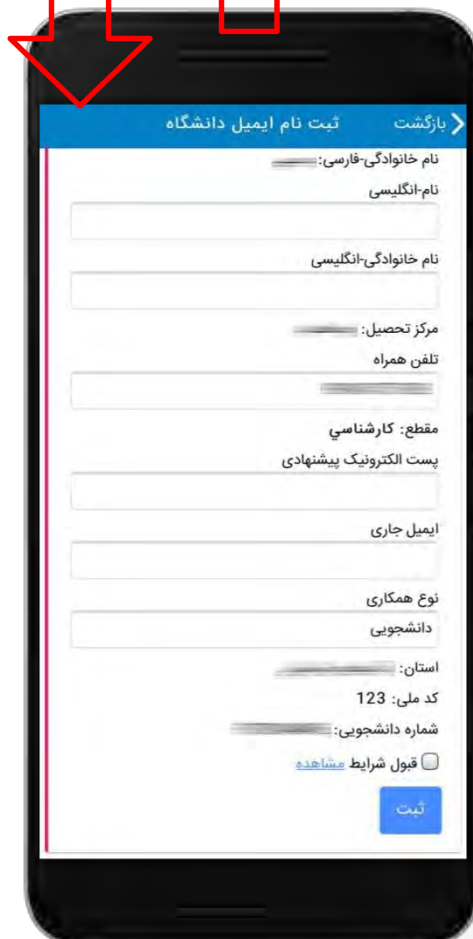 بازگشت ثبت نام ایمیل دانشگاه
نام خانوادگی-فارسی:
نام-انگلیسی
نام خانوادگی-انگلیسی
مرکز تحصیل:
تلفن همراه
مقطع: کارشناسي
پست الکترونیک پیشنهادی
ایمیل جاری
نوع همکاری
دانشجویی
استان:
کد ملی: 123
شماره دانشجویی:
قبول شرایط مشاهده
ثبت